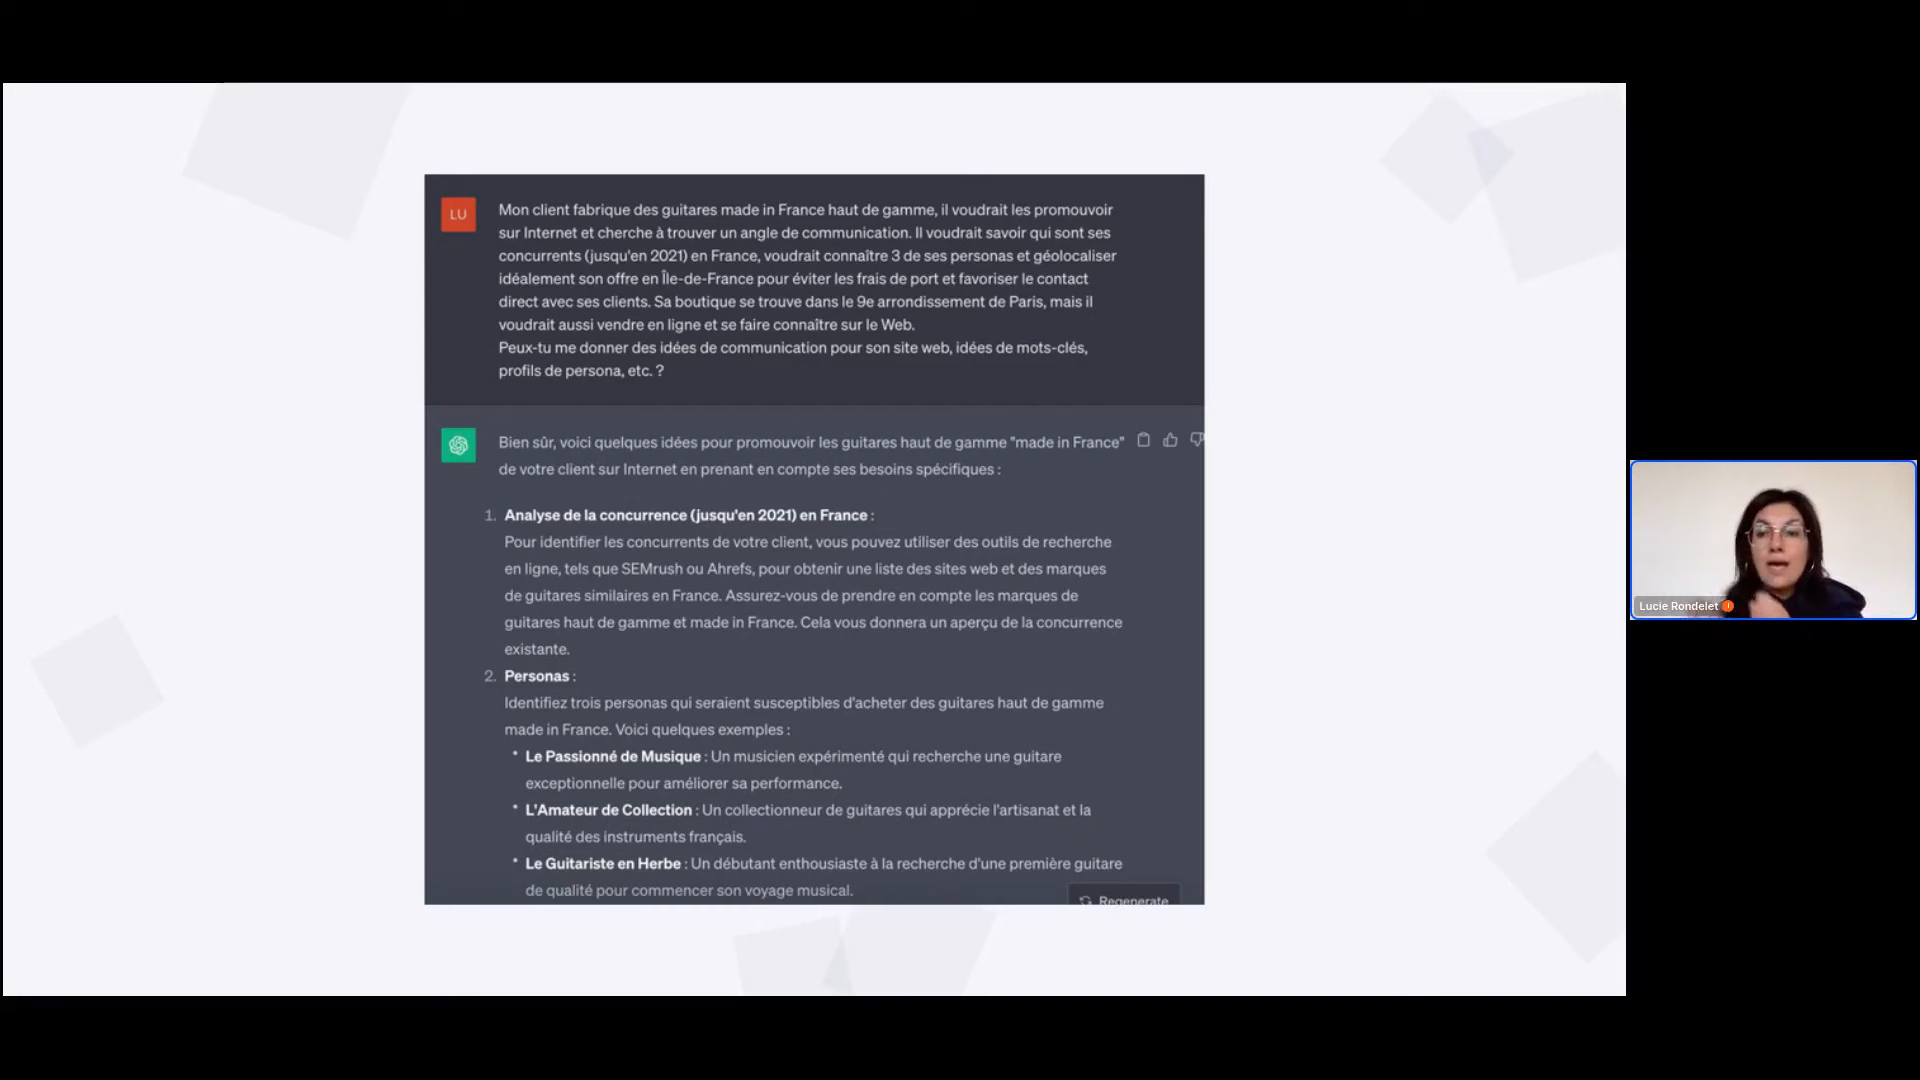 LU
Mon client fabrique des guitares made in France haut de gamme, il voudrait les promouvoir
sur Internet et cherche à trouver un angle de communication. Il voudrait savoir qui sont ses
concurrents (jusqu'en 2021) en France, voudrait connaître 3 de ses personas et géolocaliser
idéalement son offre en Île-de-France pour éviter les frais de port et favoriser le contact
direct avec ses clients. Sa boutique se trouve dans le 9e arrondissement de Paris, mais il
voudrait aussi vendre en ligne et se faire connaître sur le Web.
Peux-tu me donner des idées de communication pour son site web, idées de mots-clés,
profils de persona, etc. ?
Bien sûr, voici quelques idées pour promouvoir les guitares haut de gamme "made in France"
de votre client sur Internet en prenant en compte ses besoins spécifiques :
1. Analyse de la concurrence (jusqu'en 2021) en France :
Pour identifier les concurrents de votre client, vous pouvez utiliser des outils de recherche
en ligne, tels que SEMrush ou Ahrefs, pour obtenir une liste des sites web et des marques
de guitares similaires en France. Assurez-vous de prendre en compte les marques de
guitares haut de gamme et made in France. Cela vous donnera un aperçu de la concurrence
existante.
2. Personas :
Identifiez trois personas qui seraient susceptibles d'acheter des guitares haut de gamme
made in France. Voici quelques exemples :
• Le Passionné de Musique : Un musicien expérimenté qui recherche une guitare
exceptionnelle pour améliorer sa performance.
• L'Amateur de Collection : Un collectionneur de guitares qui apprécie l'artisanat et la
qualité des instruments français.
• Le Guitariste en Herbe : Un débutant enthousiaste à la recherche d'une première guitare
de qualité pour commencer son voyage musical.
Regenerate
Lucie Rondelet